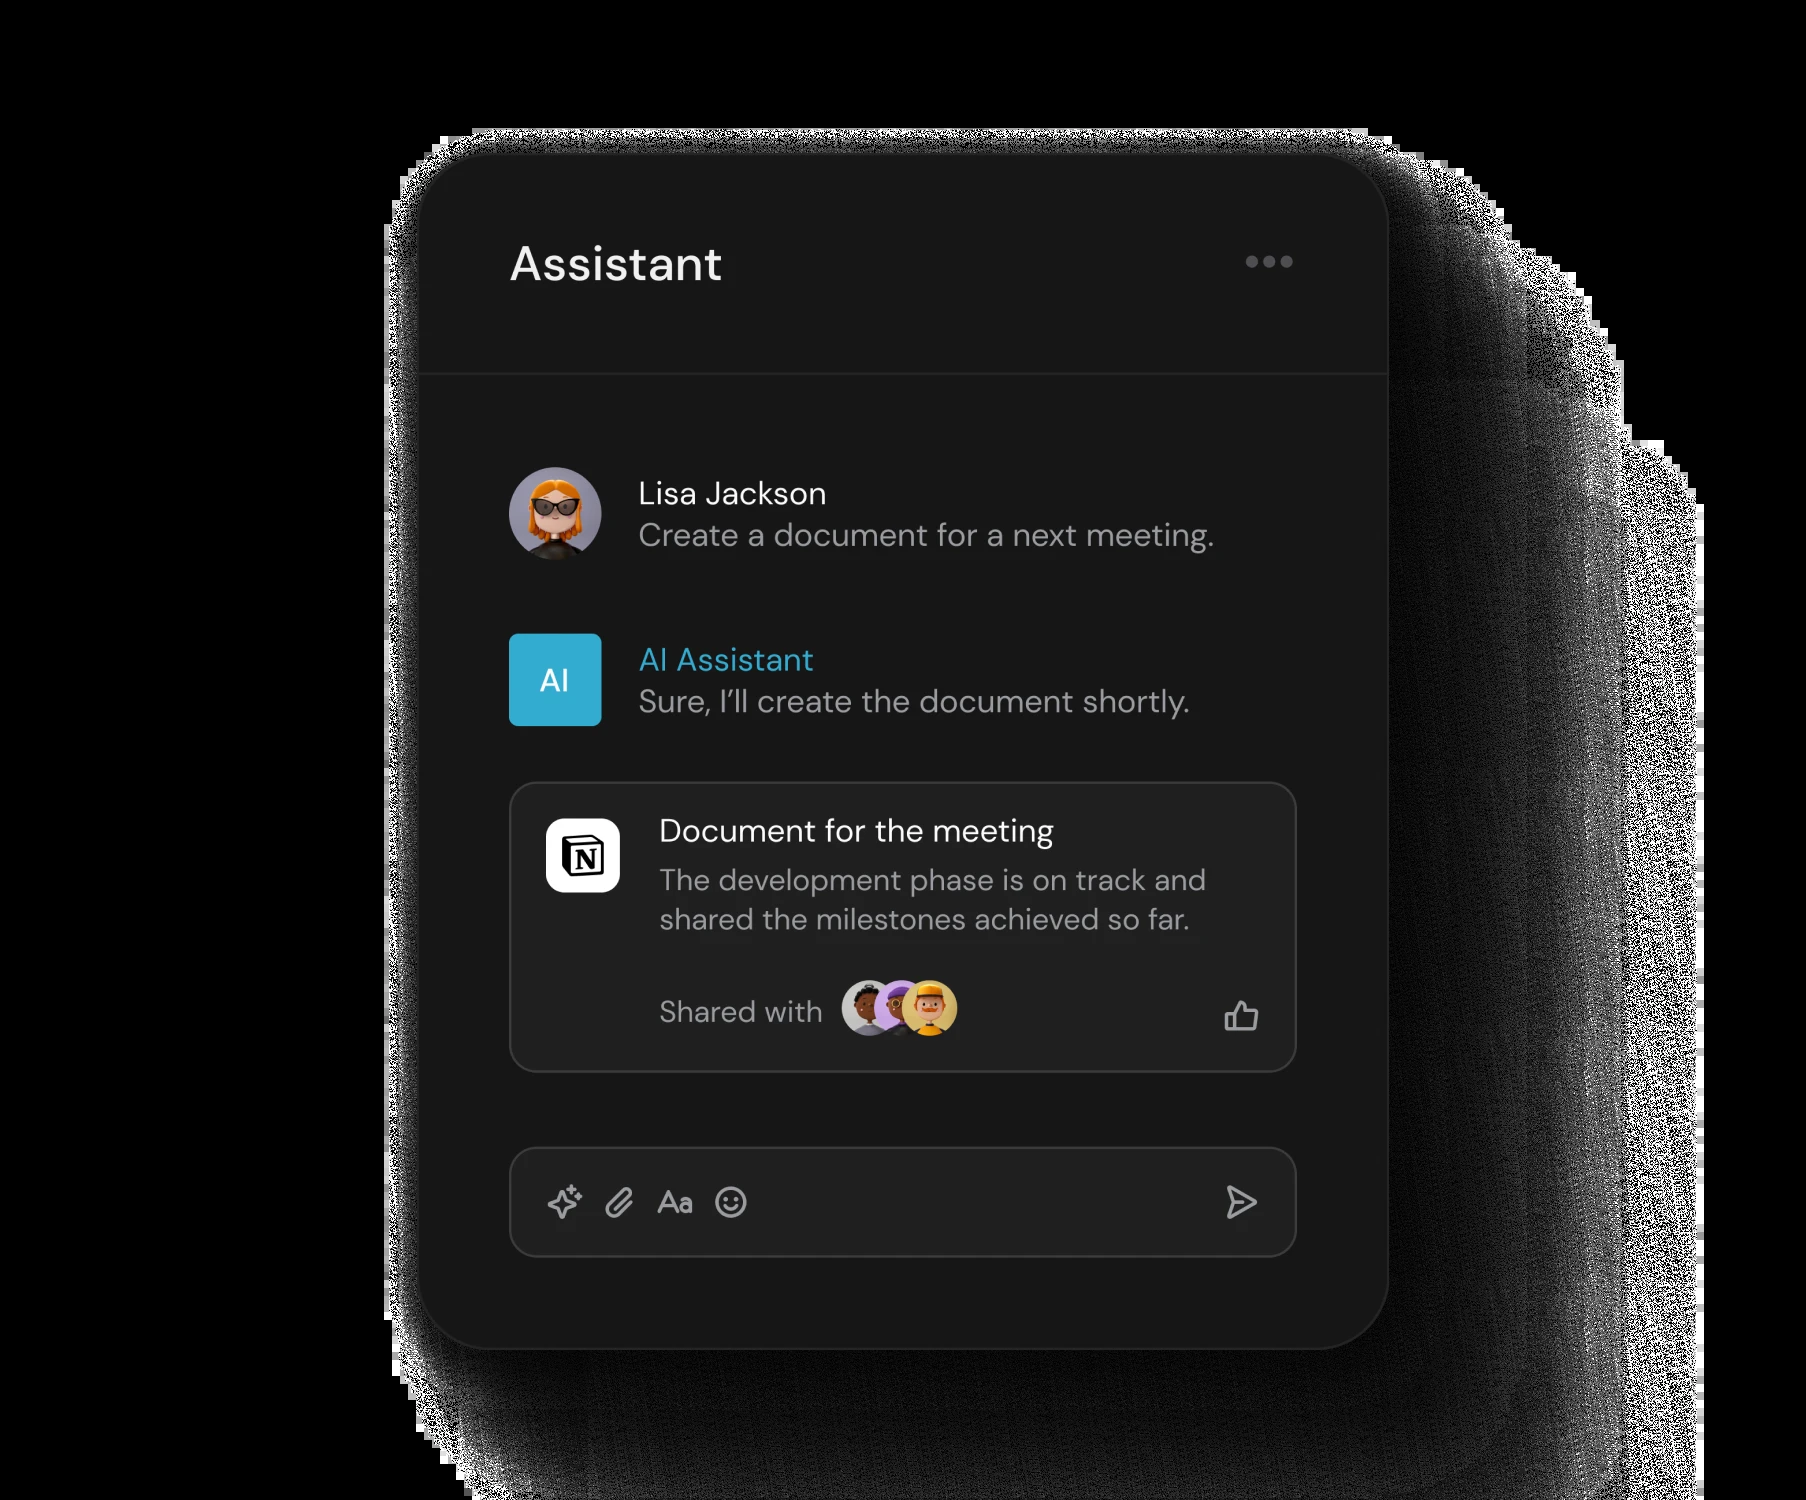 Assistant
Lisa Jackson
Create a document for a next meeting.
AI
AI Assistant
Sure, I’ll create the document shortly.
N
Document for the meeting
The development phase is on track and
shared the milestones achieved so far.
Shared with
Aa